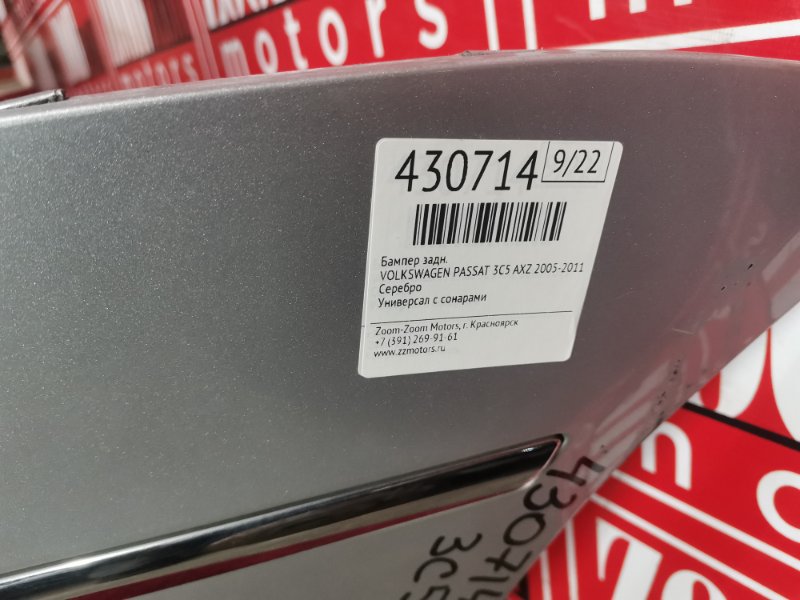 motors
430714 9/22
Бампер задн.
VOLKSWAGEN PASSAT 3C5 AXZ 2005-2011
Серебро
Универсал с сонарами
Zoom-Zoom Motors, г. Красноярск
+7 (391) 269-91-61
www.zzmotors.ru
430714
3C5